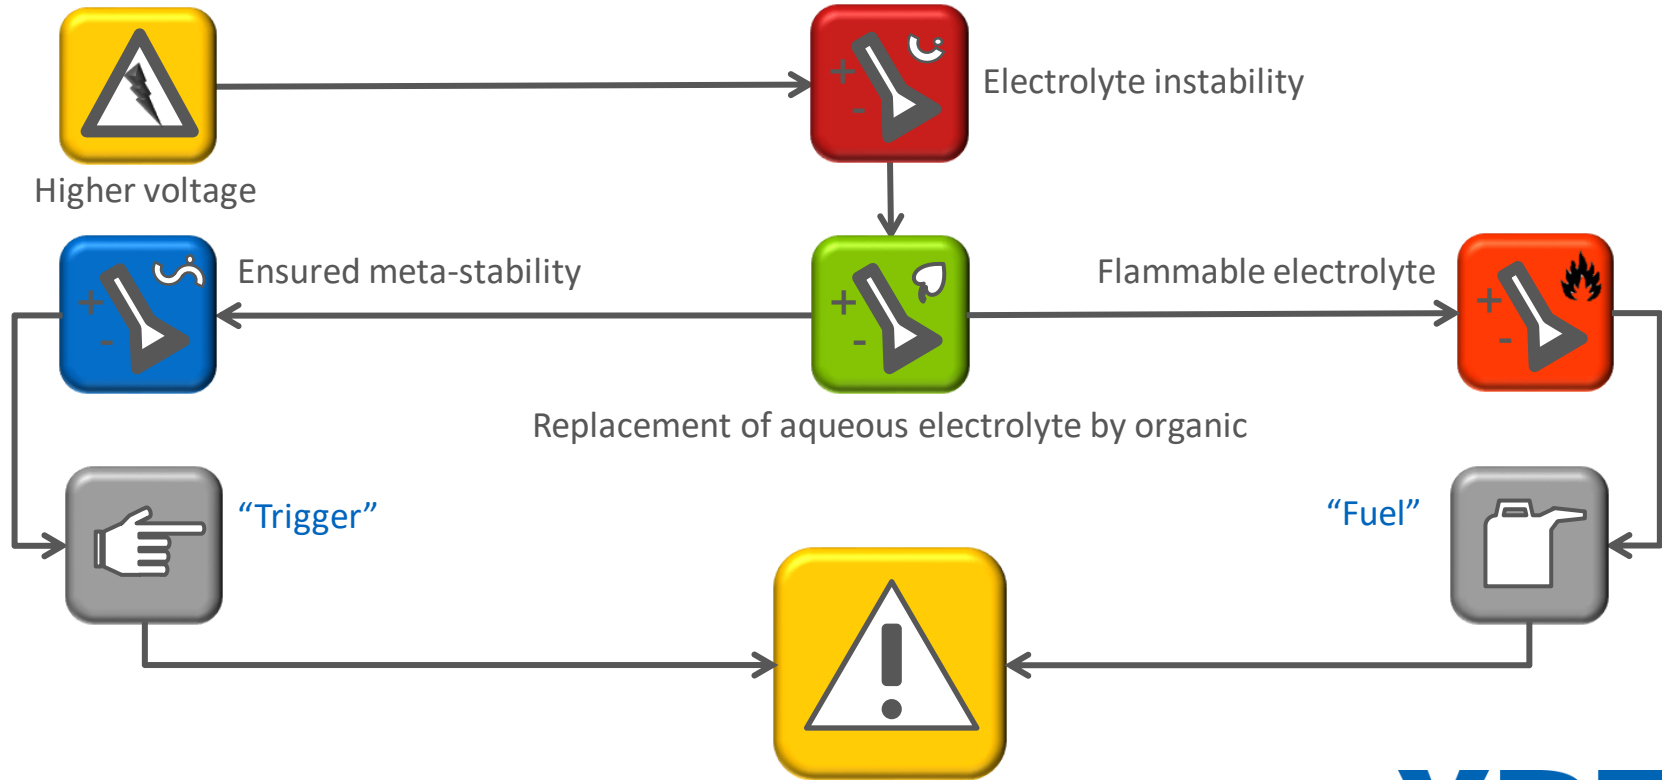 Electrolyte instability
Higher voltage
Ensured meta-stability
Flammable electrolyte
+
-
+
-
+
-
+
-
Replacement of aqueous electrolyte by organic
“Trigger”
“Fuel”
!